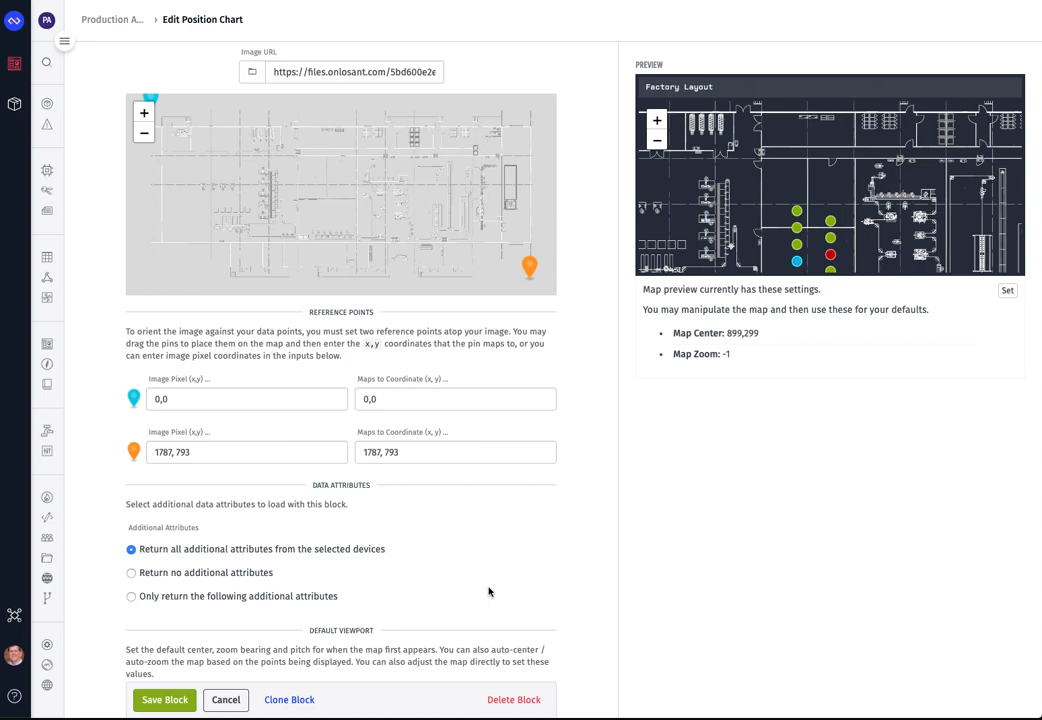 PA
Production A...
› Edit Position Chart
Image URL
https://files.onlosant.com/5bd600e2e
+
−
REFERENCE POINTS
To orient the image against your data points, you must set two reference points atop your image. You may
drag the pins to place them on the map and then enter the x,y coordinates that the pin maps to, or you
can enter image pixel coordinates in the inputs below.
Image Pixel (x,y) ...
Maps to Coordinate (x, y) ...
0,0
0,0
Image Pixel (x,y) ...
Maps to Coordinate (x, y) ...
1787, 793
1787, 793
DATA ATTRIBUTES
Select additional data attributes to load with this block.
Additional Attributes
Return all additional attributes from the selected devices
Return no additional attributes
Only return the following additional attributes
DEFAULT VIEWPORT
Set the default center, zoom bearing and pitch for when the map first appears. You can also auto-center /
auto-zoom the map based on the points being displayed. You can also adjust the map directly to set these
values.
Save Block
Cancel
Clone Block
Delete Block
PREVIEW
Factory Layout
+
−
Map preview currently has these settings.
Set
You may manipulate the map and then use these for your defaults.
• Map Center: 899,299
• Map Zoom: -1